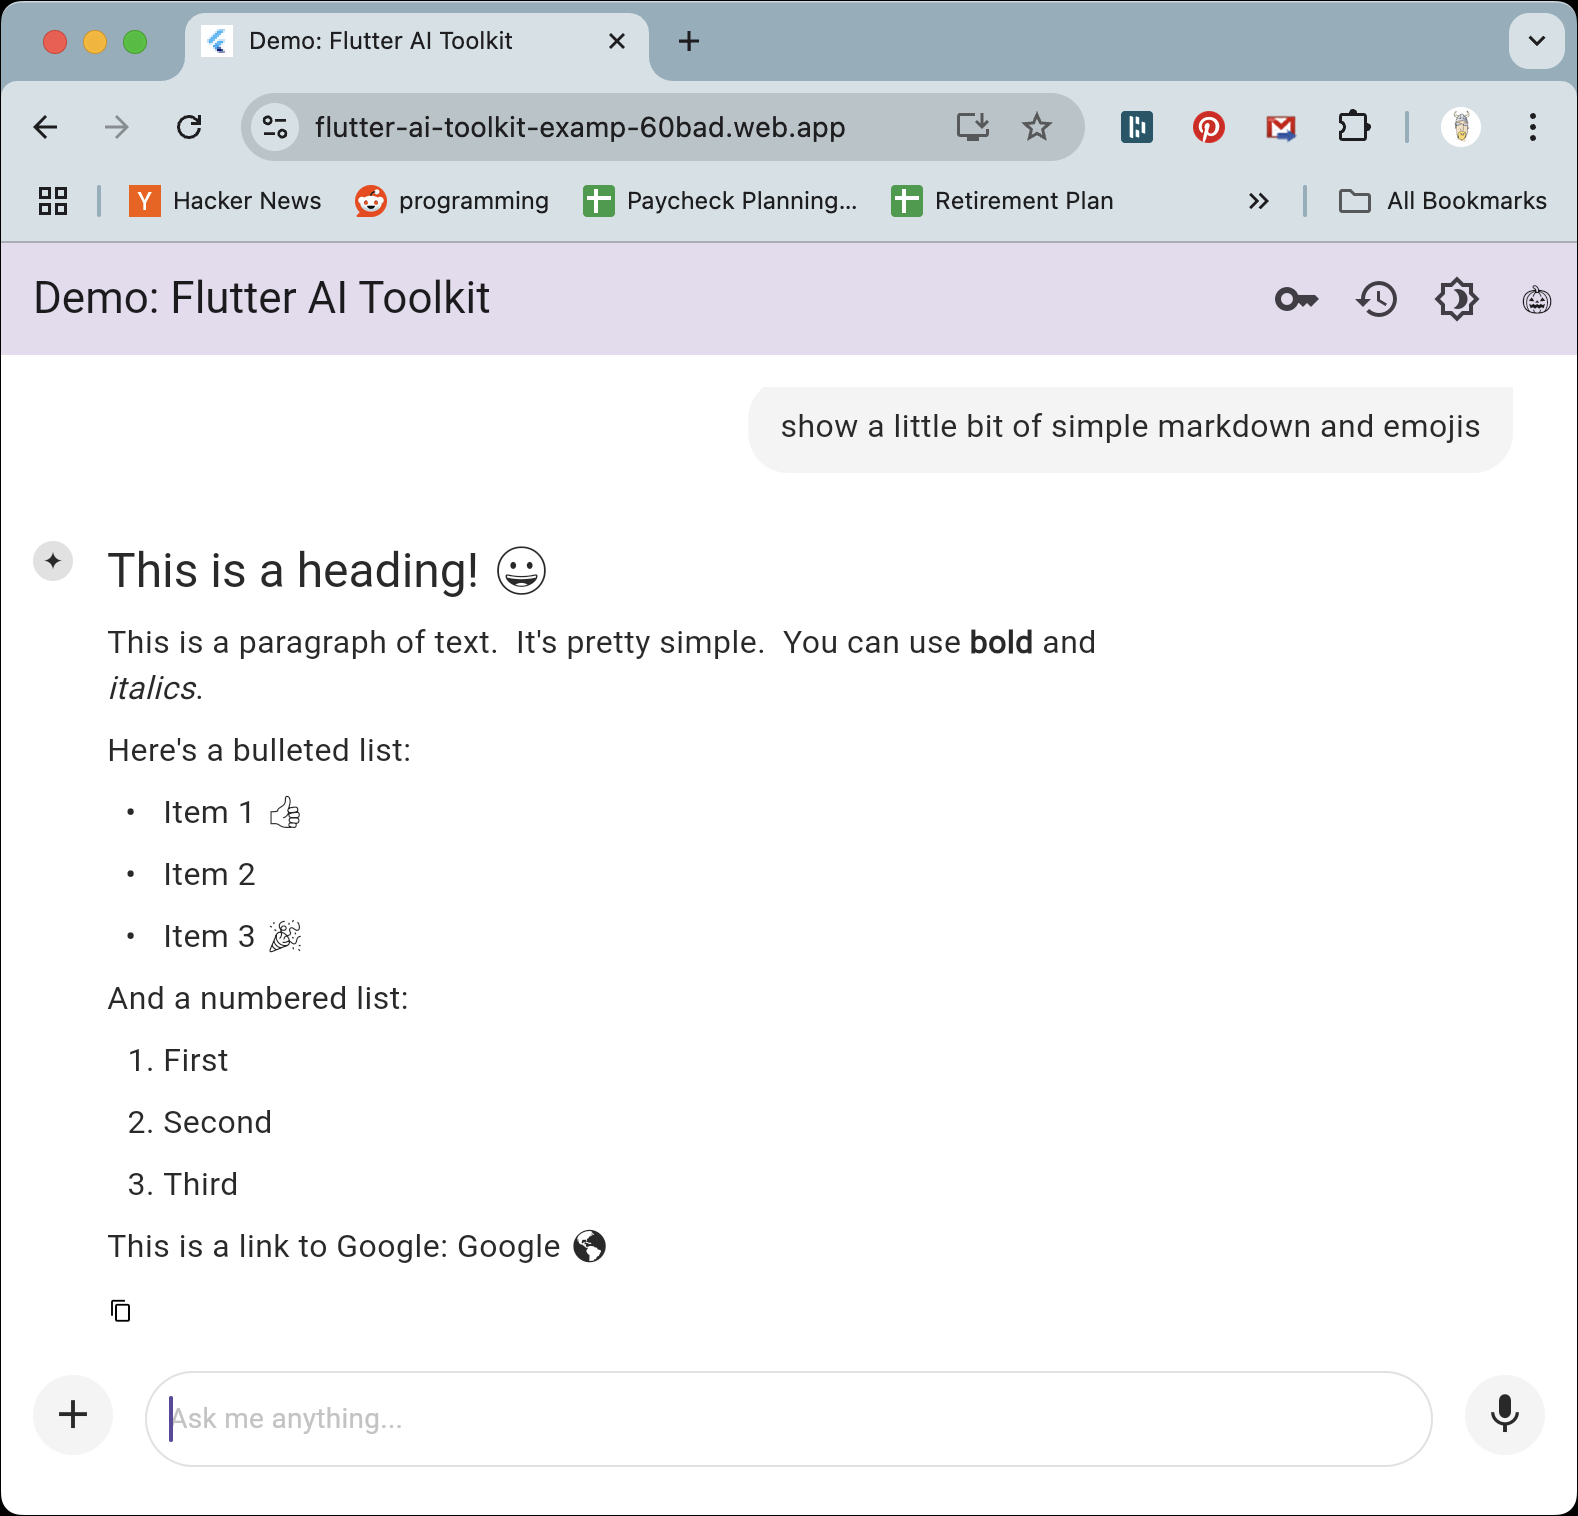 Demo: Flutter AI Toolkit
flutter-ai-toolkit-examp-60bad.web.app
Y Hacker News programming Paycheck Planning... Retirement Plan All Bookmarks
Demo: Flutter AI Toolkit
show a little bit of simple markdown and emojis
This is a heading! 😀
This is a paragraph of text.  It's pretty simple.  You can use bold and
italics.
Here's a bulleted list:
• Item 1 👍
• Item 2
• Item 3 🎉
And a numbered list:
1. First
2. Second
3. Third
This is a link to Google: Google 🌎
Ask me anything...